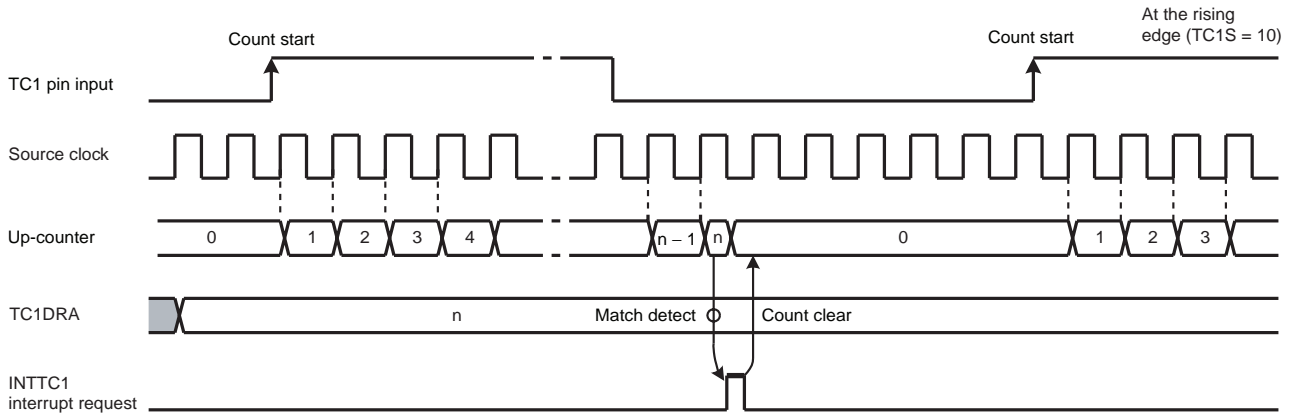 At the rising
edge (TC1S = 10)
Count start
Count start
TC1 pin input
Source clock
Up-counter
0
1
2
3
4
n – 1
n
0
1
2
3
TC1DRA
n
Match detect
Count clear
INTTC1
interrupt request